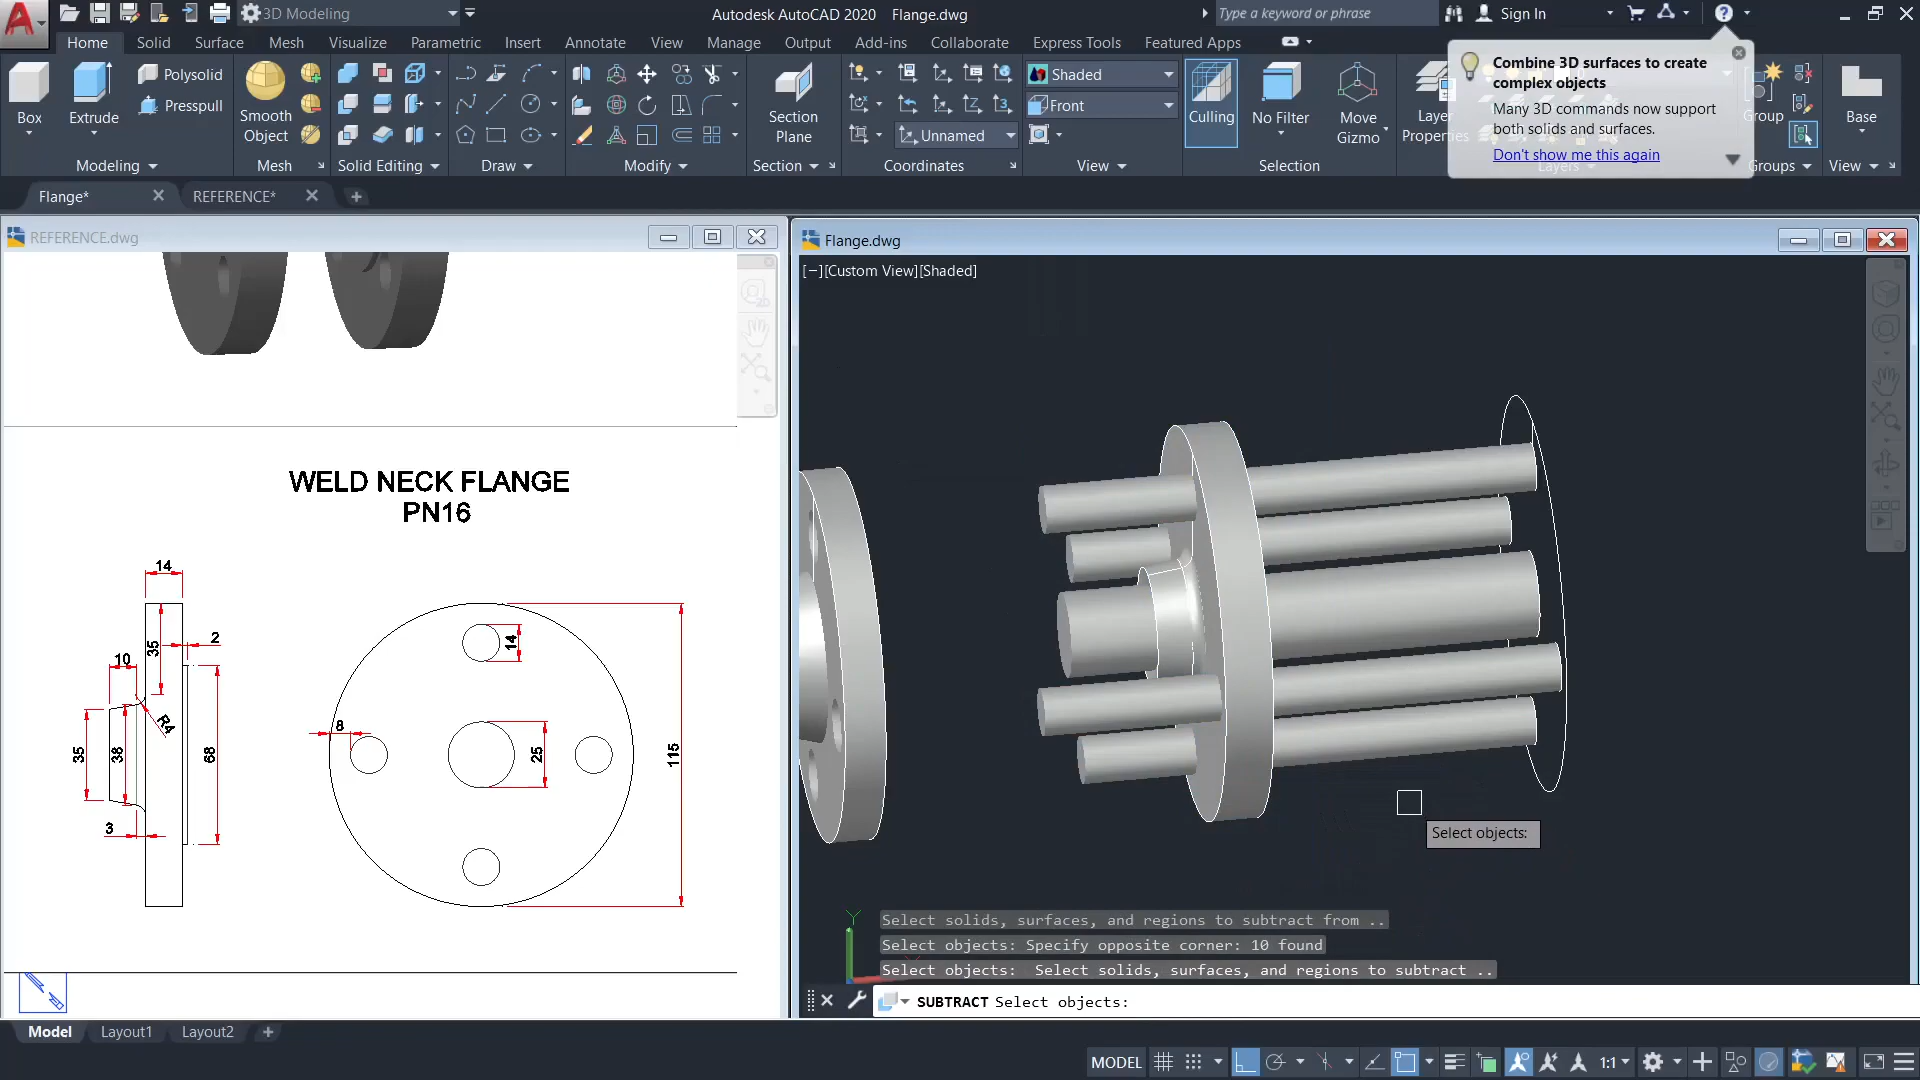 3D Modeling
Autodesk AutoCAD 2020 Flange.dwg
Type a keyword or phrase
Sign In
Home Solid Surface Mesh Visualize Parametric Insert Annotate View Manage Output Add-ins Collaborate Express Tools Featured Apps
Box
Extrude
Polysolid
Presspull
Modeling
Smooth
Object
Mesh
Solid Editing
Draw
Modify
Section
Plane
Section
Unnamed
Coordinates
Shaded
Front
View
Culling
No Filter
Move
Gizmo
Selection
Layer
Properties
Layers
Group
Groups
Base
View
Combine 3D surfaces to create
complex objects
Many 3D commands now support
both solids and surfaces.
Don't show me this again
Flange*
REFERENCE*
REFERENCE.dwg
WELD NECK FLANGE
PN16
14
35
2
10
R4
35
38
68
3
14
8
25
115
Flange.dwg
[−][Custom View][Shaded]
Select objects:
Y
Select solids, surfaces, and regions to subtract from ..
Select objects: Specify opposite corner: 10 found
Select objects: Select solids, surfaces, and regions to subtract ..
SUBTRACT Select objects:
Model Layout1 Layout2
MODEL
1:1